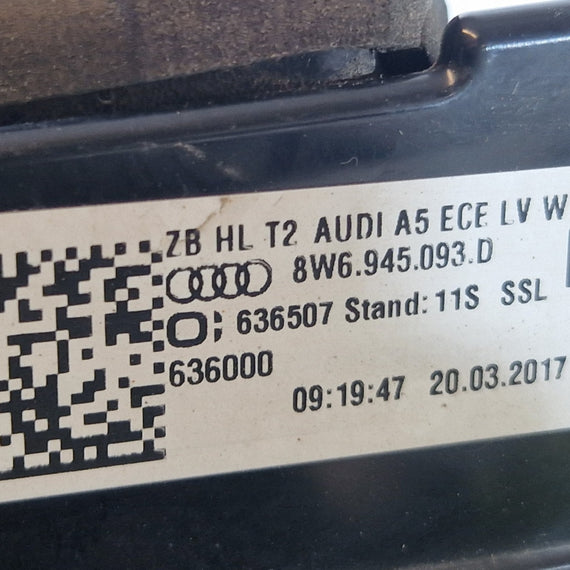 ZB HL T2 AUDI A5 ECE LV W
8W6.945.093.D
636507 Stand: 11S SSL
636000
09:19:47 20.03.2017